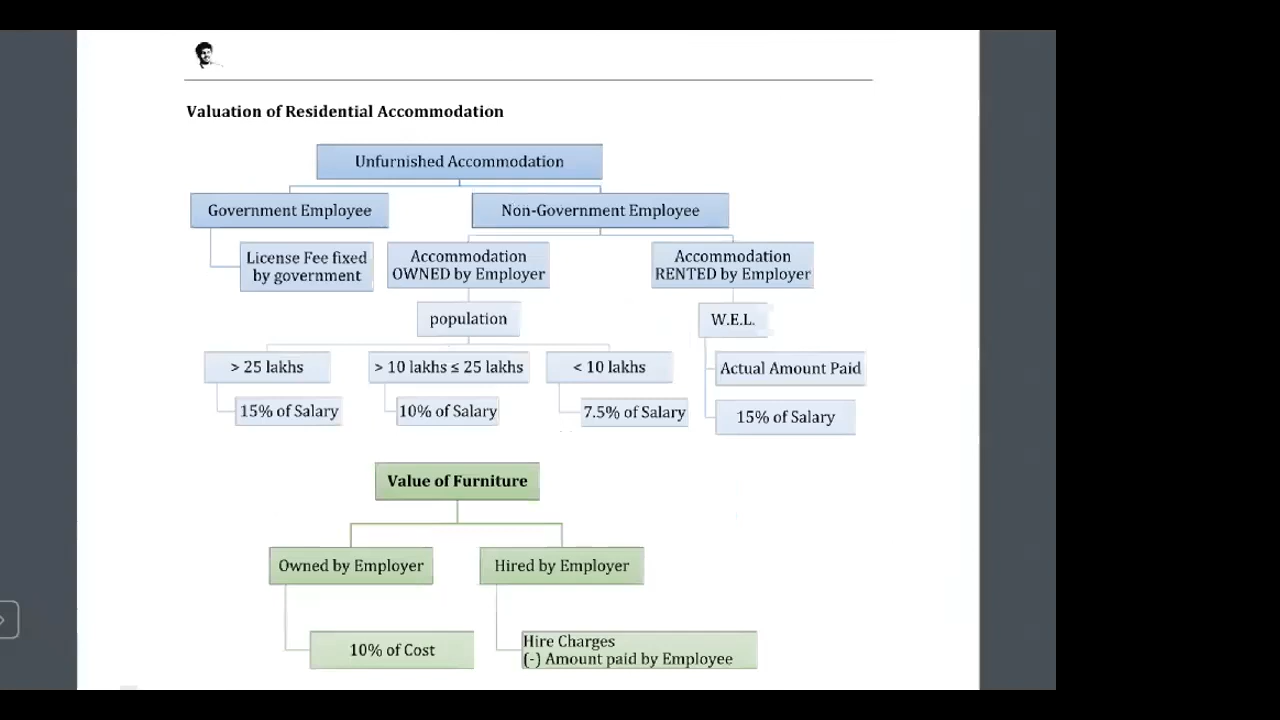 Valuation of Residential Accommodation
Unfurnished Accommodation
Government Employee
Non-Government Employee
License Fee fixed
by government
Accommodation
OWNED by Employer
Accommodation
RENTED by Employer
population
W.E.L.
> 25 lakhs
> 10 lakhs ≤ 25 lakhs
< 10 lakhs
Actual Amount Paid
15% of Salary
10% of Salary
7.5% of Salary
15% of Salary
Value of Furniture
Owned by Employer
Hired by Employer
10% of Cost
Hire Charges
(-) Amount paid by Employee